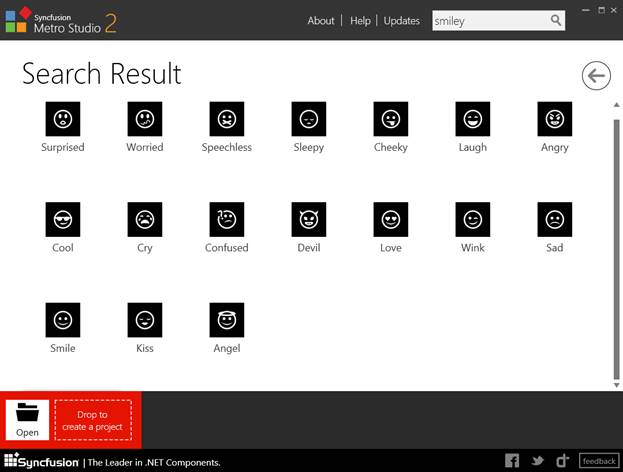 Syncfusion
Metro Studio 2
About | Help | Updates
smiley
Search Result
Surprised Worried Speechless Sleepy Cheeky Laugh Angry
Cool Cry Confused Devil Love Wink Sad
Smile Kiss Angel
Open
Drop to
create a project
Syncfusion | The Leader in .NET Components.
feedback